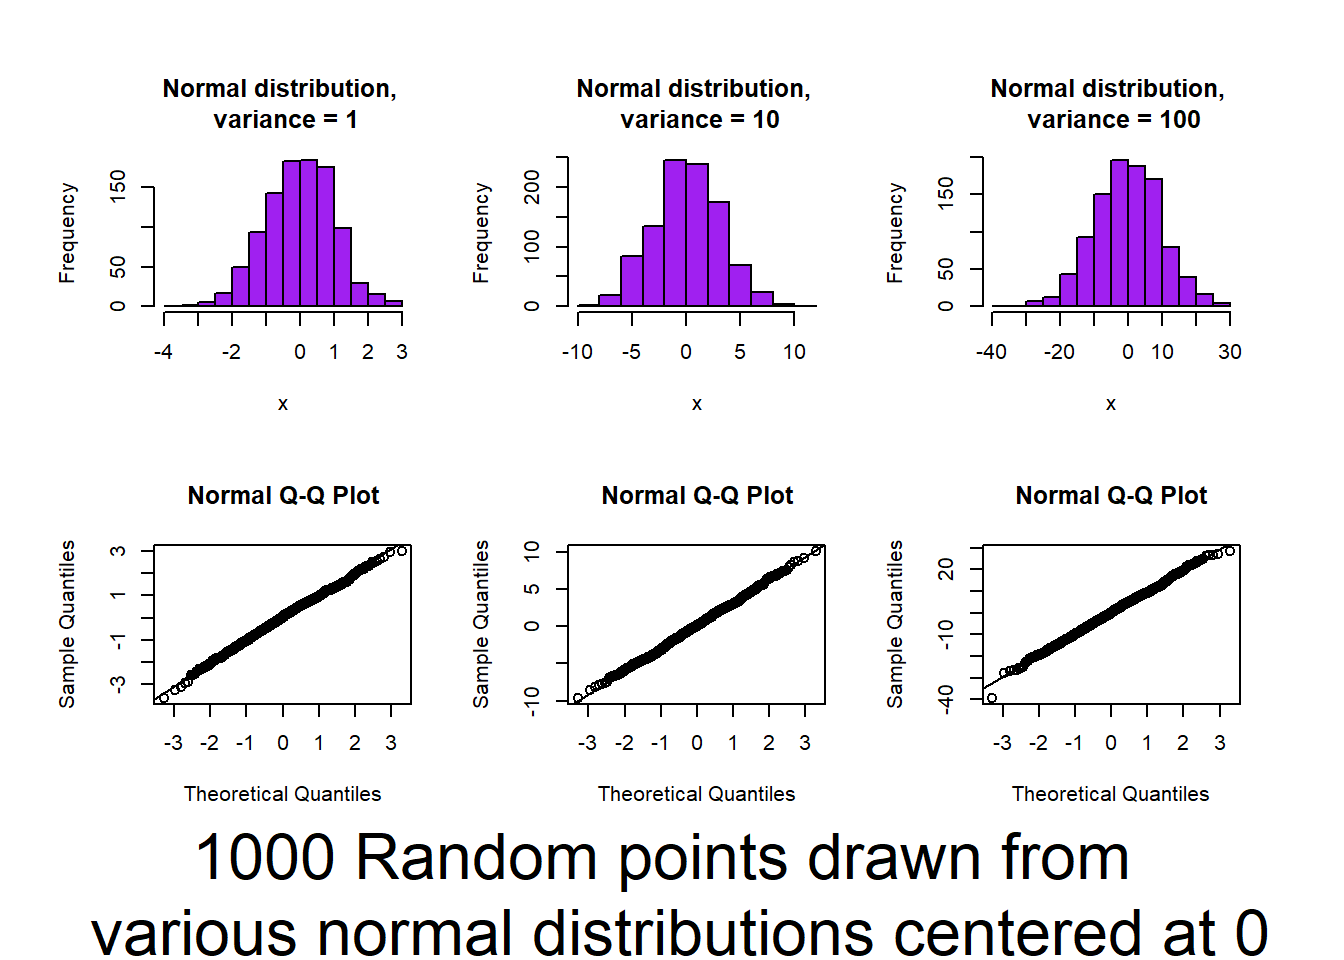 Normal distribution,
variance = 1
Frequency
0 50 150
-4 -2 0 1 2 3
x
Normal distribution,
variance = 10
Frequency
0 100 200
-10 -5 0 5 10
x
Normal distribution,
variance = 100
Frequency
0 50 150
-40 -20 0 10 30
x
Normal Q-Q Plot
Sample Quantiles
-3 -1 1 3
-3 -2 -1 0 1 2 3
Theoretical Quantiles
Normal Q-Q Plot
Sample Quantiles
-10 0 5 10
-3 -2 -1 0 1 2 3
Theoretical Quantiles
Normal Q-Q Plot
Sample Quantiles
-40 -10 20
-3 -2 -1 0 1 2 3
Theoretical Quantiles
1000 Random points drawn from
various normal distributions centered at 0